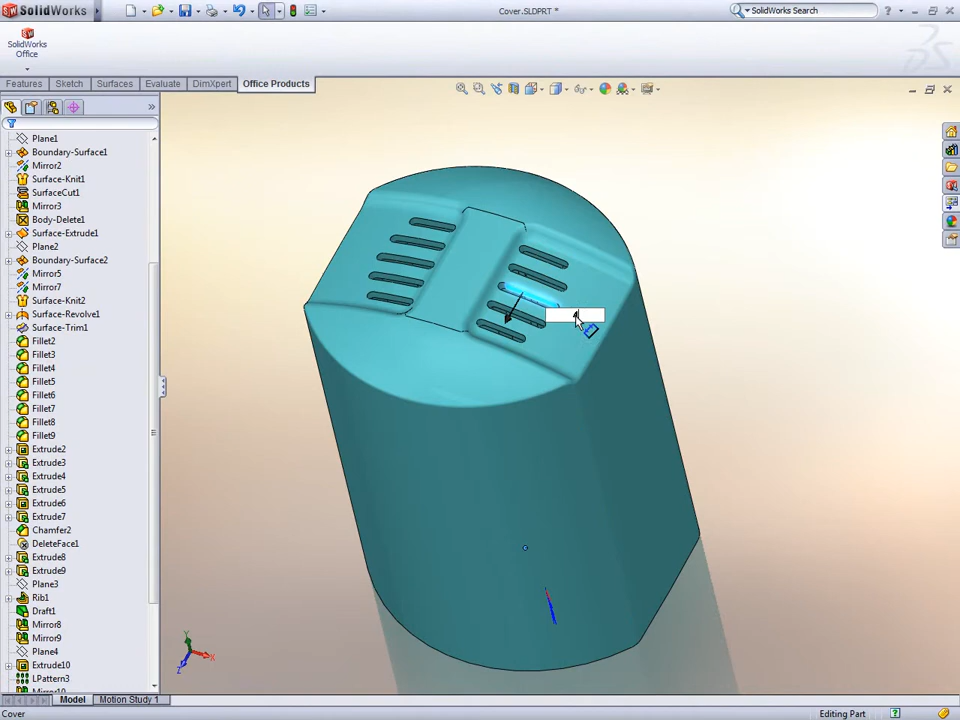 SolidWorks
Cover.SLDPRT *
SolidWorks Search
SolidWorks
Office
Features
Sketch
Surfaces
Evaluate
DimXpert
Office Products
Plane1
Boundary-Surface1
Mirror2
Surface-Knit1
SurfaceCut1
Mirror3
Body-Delete1
Surface-Extrude1
Plane2
Boundary-Surface2
Mirror5
Mirror7
Surface-Knit2
Surface-Revolve1
Surface-Trim1
Fillet2
Fillet3
Fillet4
Fillet5
Fillet6
Fillet7
Fillet8
Fillet9
Extrude2
Extrude3
Extrude4
Extrude5
Extrude6
Extrude7
Chamfer2
DeleteFace1
Extrude8
Extrude9
Plane3
Rib1
Draft1
Mirror8
Mirror9
Plane4
Extrude10
LPattern3
Mirror10
Y
X
Z
Model
Motion Study 1
Cover
Editing Part